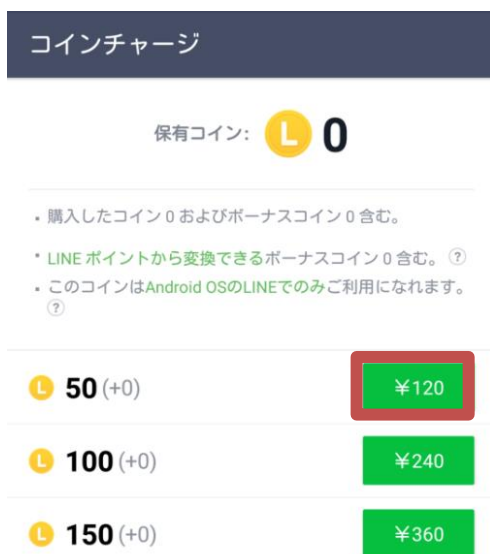 コインチャージ
保有コイン: L 0
• 購入したコイン 0 およびボーナスコイン 0 含む。
• LINE ポイントから変換できるボーナスコイン 0 含む。 ?
• このコインはAndroid OSのLINEでのみご利用になれます。
?
L 50 (+0) ¥120
L 100 (+0) ¥240
L 150 (+0) ¥360